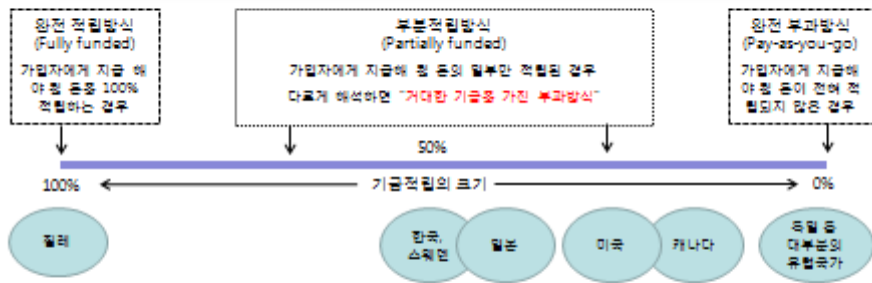 완전 적립방식
(Fully funded)
가입자에게 지급 해
야 할 돈중 100%
적립하는 경우
부분적립방식
(Partially funded)
가입자에게 지급해 할 돈의 일부만 적립된 경우
다르게 해석하면 "거대한 기금을 가진 부과방식"
완전 부과방식
(Pay-as-you-go)
가입자에게 지급해
야 할 돈이 전혀 적
립되지 않은 경우
50%
100%
기금적립의 크기
0%
칠레
한국,
스웨덴
일본
미국
캐나다
독일 등
대부분의
유럽국가